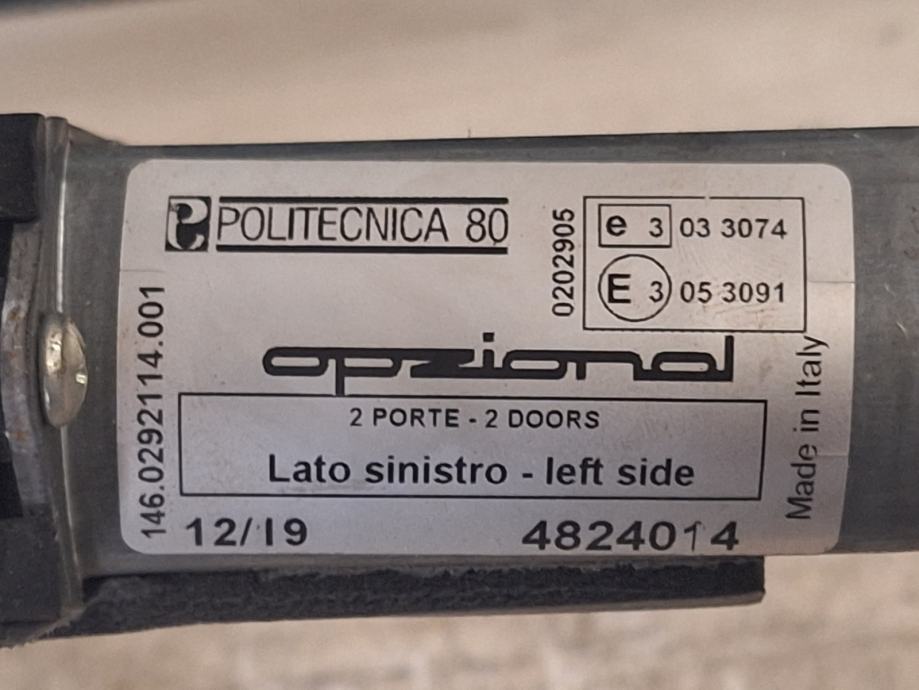 POLITECNICA 80
0202905
e 3 03 3074
E 3 05 3091
146.0292114.001
opzional
2 PORTE - 2 DOORS
Lato sinistro - left side
Made in Italy
12/19
4824014